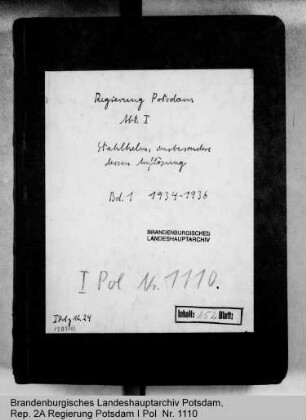 Regierung Potsdam
Abt. I
Stahlhelm, insbesondere
dessen Auflösung
Bd. 1 1934-1936
BRANDENBURGISCHES
LANDESHAUPTARCHIV
I Pol Nr. 1110.
Inhalt: 252 Blatt:
Brandenburgisches Landeshauptarchiv Potsdam,
Rep. 2A Regierung Potsdam I Pol Nr. 1110